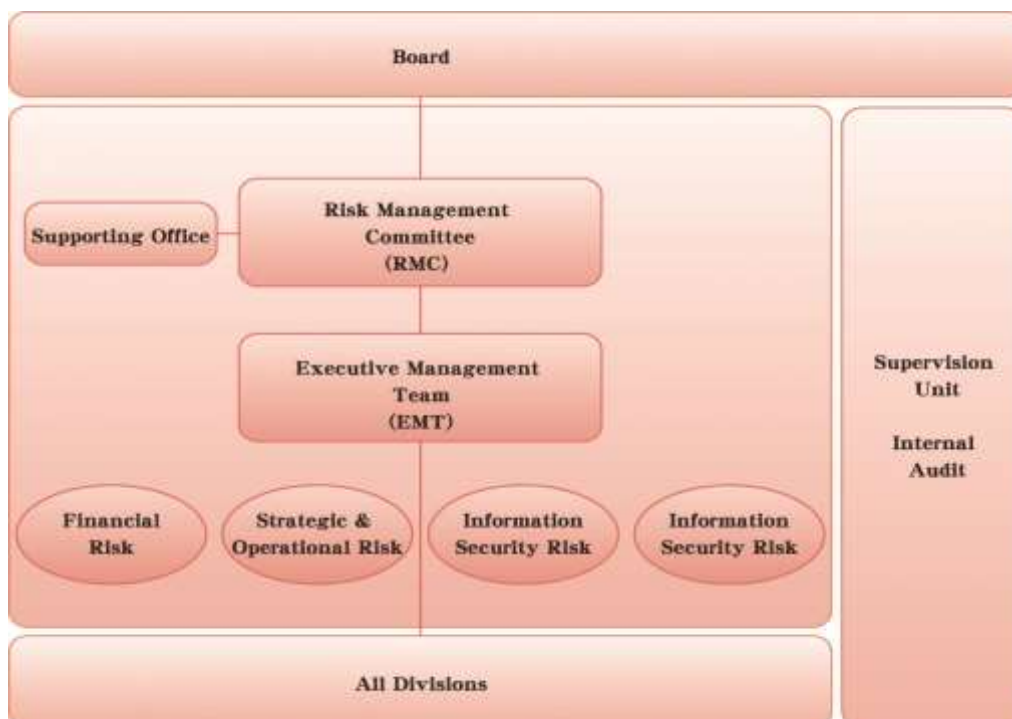 Board
Risk Management
Committee
(RMC)
Supporting Office
Executive Management
Team
(EMT)
Supervision
Unit
Internal
Audit
Financial
Risk
Strategic &
Operational Risk
Information
Security Risk
Information
Security Risk
All Divisions